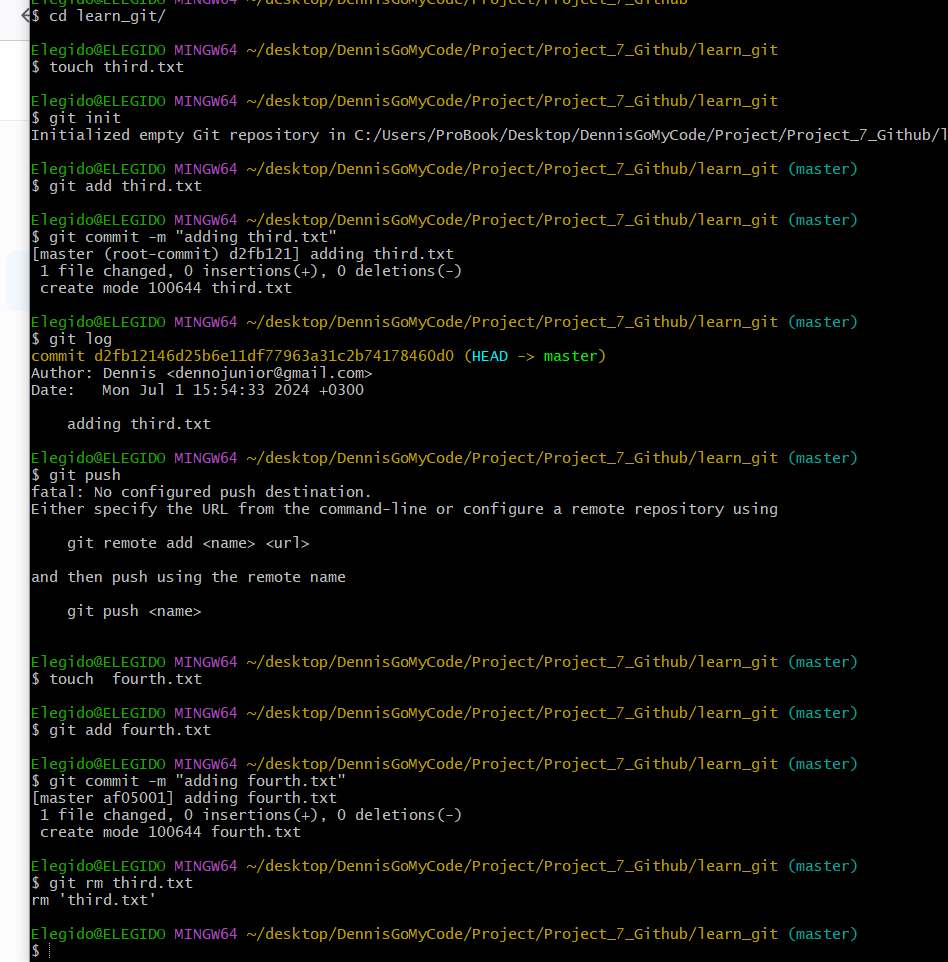 Elegido@ELEGIDO MINGW64 ~/desktop/DennisGoMyCode/Project/Project_7_Github
$ cd learn_git/
Elegido@ELEGIDO MINGW64 ~/desktop/DennisGoMyCode/Project/Project_7_Github/learn_git
$ touch third.txt
Elegido@ELEGIDO MINGW64 ~/desktop/DennisGoMyCode/Project/Project_7_Github/learn_git
$ git init
Initialized empty Git repository in C:/Users/ProBook/Desktop/DennisGoMyCode/Project/Project_7_Github/l
Elegido@ELEGIDO MINGW64 ~/desktop/DennisGoMyCode/Project/Project_7_Github/learn_git (master)
$ git add third.txt
Elegido@ELEGIDO MINGW64 ~/desktop/DennisGoMyCode/Project/Project_7_Github/learn_git (master)
$ git commit -m "adding third.txt"
[master (root-commit) d2fb121] adding third.txt
 1 file changed, 0 insertions(+), 0 deletions(-)
 create mode 100644 third.txt
Elegido@ELEGIDO MINGW64 ~/desktop/DennisGoMyCode/Project/Project_7_Github/learn_git (master)
$ git log
commit d2fb12146d25b6e11df77963a31c2b74178460d0 (HEAD -> master)
Author: Dennis <dennojunior@gmail.com>
Date:   Mon Jul 1 15:54:33 2024 +0300
    adding third.txt
Elegido@ELEGIDO MINGW64 ~/desktop/DennisGoMyCode/Project/Project_7_Github/learn_git (master)
$ git push
fatal: No configured push destination.
Either specify the URL from the command-line or configure a remote repository using
    git remote add <name> <url>
and then push using the remote name
    git push <name>
Elegido@ELEGIDO MINGW64 ~/desktop/DennisGoMyCode/Project/Project_7_Github/learn_git (master)
$ touch  fourth.txt
Elegido@ELEGIDO MINGW64 ~/desktop/DennisGoMyCode/Project/Project_7_Github/learn_git (master)
$ git add fourth.txt
Elegido@ELEGIDO MINGW64 ~/desktop/DennisGoMyCode/Project/Project_7_Github/learn_git (master)
$ git commit -m "adding fourth.txt"
[master af05001] adding fourth.txt
 1 file changed, 0 insertions(+), 0 deletions(-)
 create mode 100644 fourth.txt
Elegido@ELEGIDO MINGW64 ~/desktop/DennisGoMyCode/Project/Project_7_Github/learn_git (master)
$ git rm third.txt
rm 'third.txt'
Elegido@ELEGIDO MINGW64 ~/desktop/DennisGoMyCode/Project/Project_7_Github/learn_git (master)
$